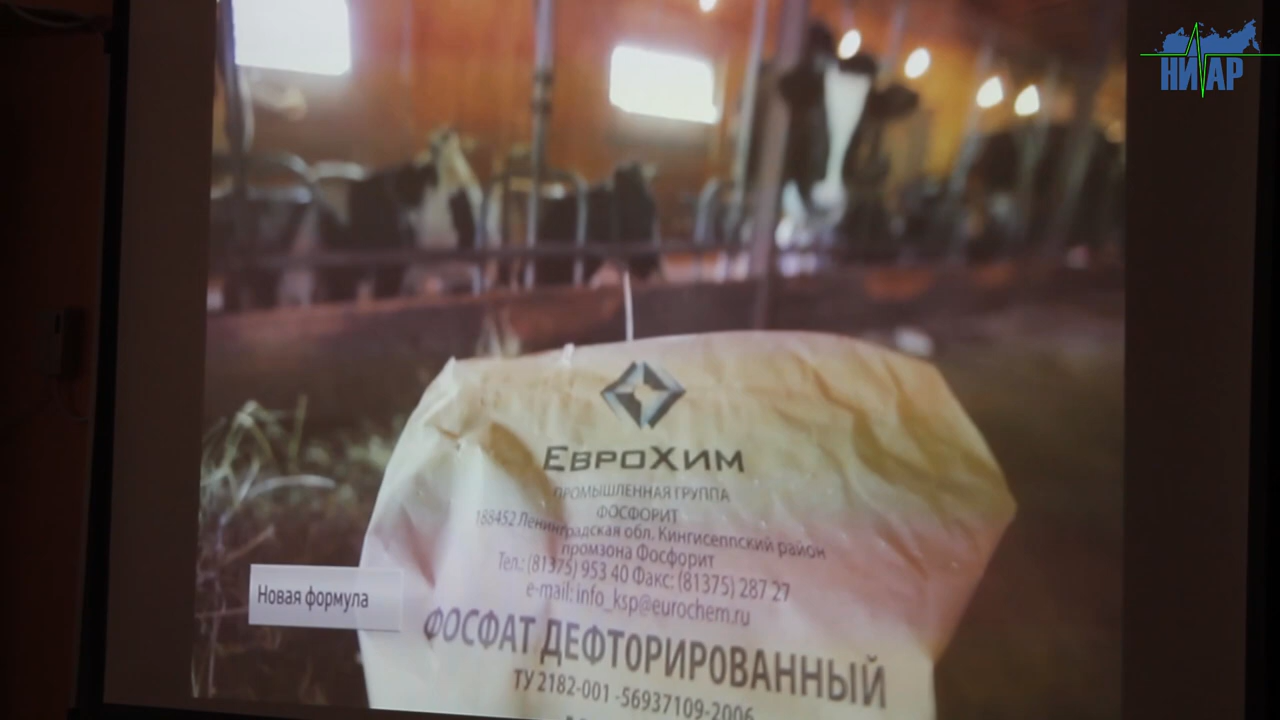 НИАР
ЕвроХим
ПРОМЫШЛЕННАЯ ГРУППА
ФОСФОРИТ
188452 Ленинградская обл. Кингисеппский район
промзона Фосфорит
Тел.: (81375) 953 40 Факс: (81375) 287 27
e-mail: info_ksp@eurochem.ru
Новая формула
ФОСФАТ ДЕФТОРИРОВАННЫЙ
ТУ 2182-001 -56937109-2006